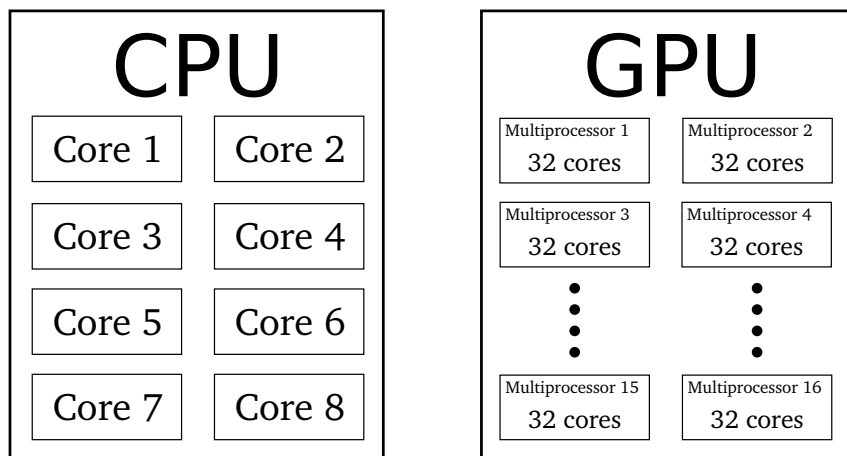 CPU
Core 1
Core 2
Core 3
Core 4
Core 5
Core 6
Core 7
Core 8
GPU
Multiprocessor 1
32 cores
Multiprocessor 2
32 cores
Multiprocessor 3
32 cores
Multiprocessor 4
32 cores
Multiprocessor 15
32 cores
Multiprocessor 16
32 cores